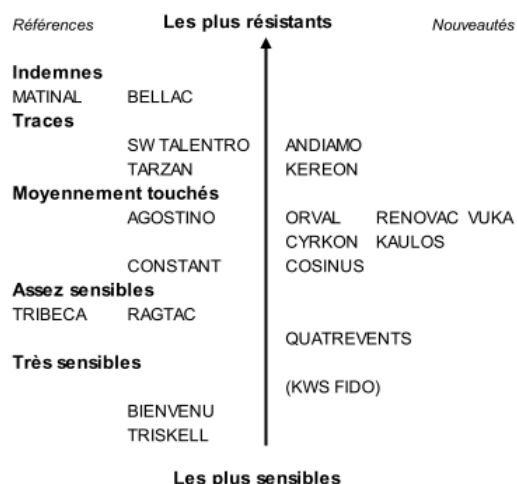 Références Les plus résistants Nouveautés
Indemnes
MATINAL BELLAC
Traces
SW TALENTRO ANDIAMO
TARZAN KEREON
Moyennement touchés
AGOSTINO ORVAL RENOVAC VUKA
CYRKON KAULOS
CONSTANT COSINUS
Assez sensibles
TRIBECA RAGTAC
QUATREVENTS
Très sensibles
(KWS FIDO)
BIENVENU
TRISKELL
Les plus sensibles